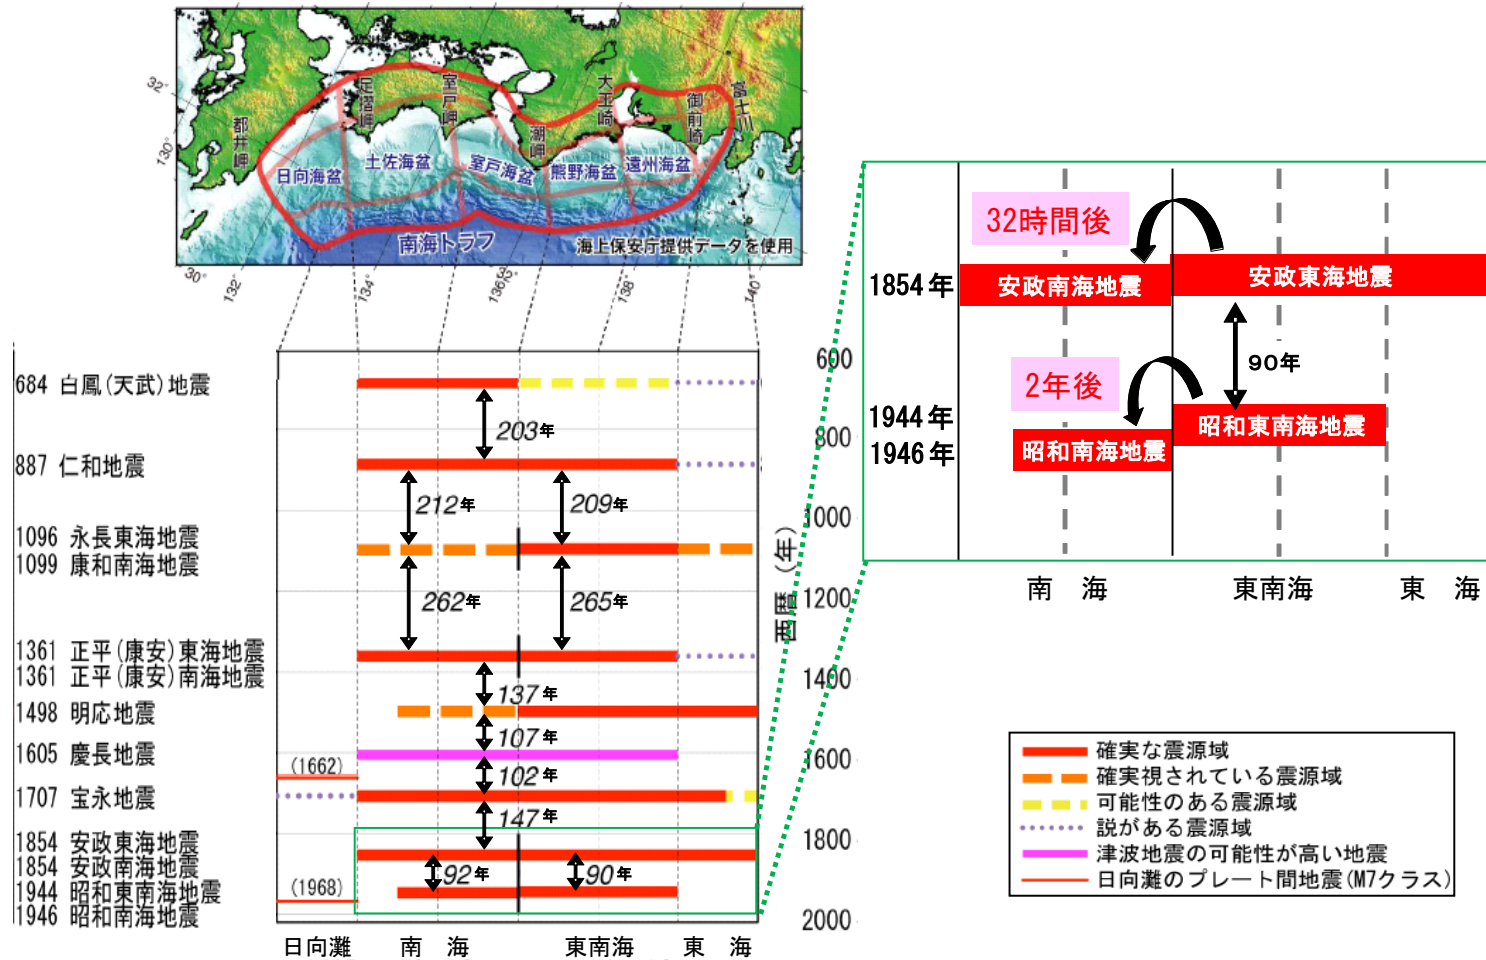 足摺岬
室戸岬
大王崎
御前崎
富士川
都井岬
潮岬
日向海盆
土佐海盆
室戸海盆
熊野海盆
遠州海盆
南海トラフ
海上保安庁提供データを使用
32°
130°
30°
132°
134°
136°
138°
140°
684 白鳳(天武)地震
203年
887 仁和地震
212年
209年
1096 永長東海地震
1099 康和南海地震
262年
265年
1361 正平(康安)東海地震
1361 正平(康安)南海地震
137年
1498 明応地震
107年
1605 慶長地震
(1662)
102年
1707 宝永地震
147年
1854 安政東海地震
1854 安政南海地震
92年
90年
(1968)
1944 昭和東南海地震
1946 昭和南海地震
日向灘
南 海
東南海
東 海
西暦(年)
600
800
1000
1200
1400
1600
1800
2000
32時間後
1854年
安政南海地震
安政東海地震
90年
2年後
1944年
昭和東南海地震
1946年
昭和南海地震
南 海
東南海
東 海
確実な震源域
確実視されている震源域
可能性のある震源域
説がある震源域
津波地震の可能性が高い地震
日向灘のプレート間地震(M7クラス)